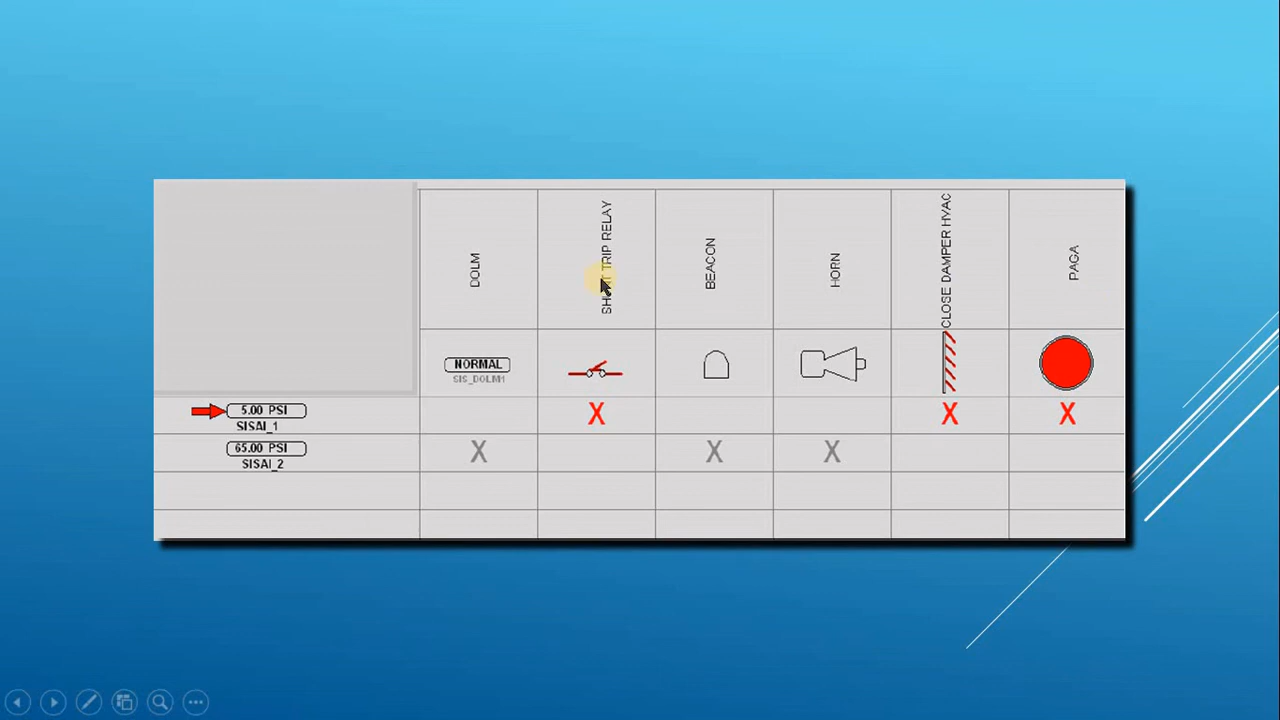 DOLM
TRIP RELAY
BEACON
HORN
CLOSE DAMPER HVAC
PAGA
NORMAL
SIS_DOLM1
5.00 PSI
SISAI_1
X X X
65.00 PSI
SISAI_2
X X X